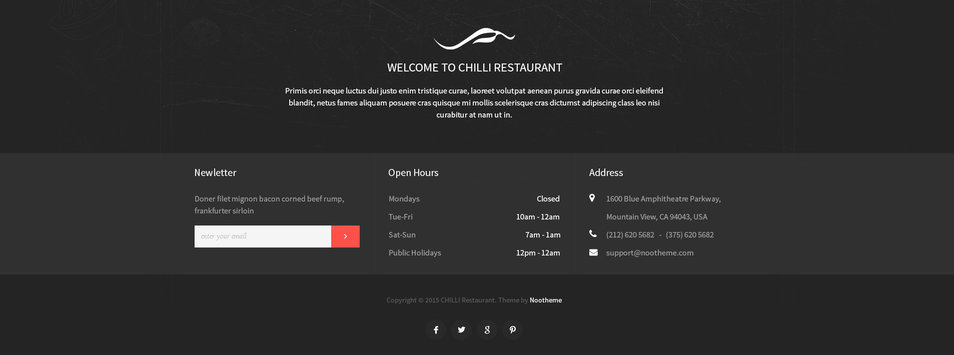 WELCOME TO CHILLI RESTAURANT
Primis orci neque luctus dui justo enim tristique curae, laoreet volutpat aenean purus gravida curae orci eleifend
blandit, netus fames aliquam posuere cras quisque mi mollis scelerisque cras dictumst adipiscing class leo nisi
curabitur at nam ut in.
Newletter
Doner filet mignon bacon corned beef rump,
frankfurter sirloin
enter your email
Open Hours
Mondays Closed
Tue-Fri 10am - 12am
Sat-Sun 7am - 1am
Public Holidays 12pm - 12am
Address
1600 Blue Amphitheatre Parkway,
Mountain View, CA 94043, USA
(212) 620 5682 - (375) 620 5682
support@nootheme.com
Copyright © 2015 CHILLI Restaurant. Theme by Nootheme